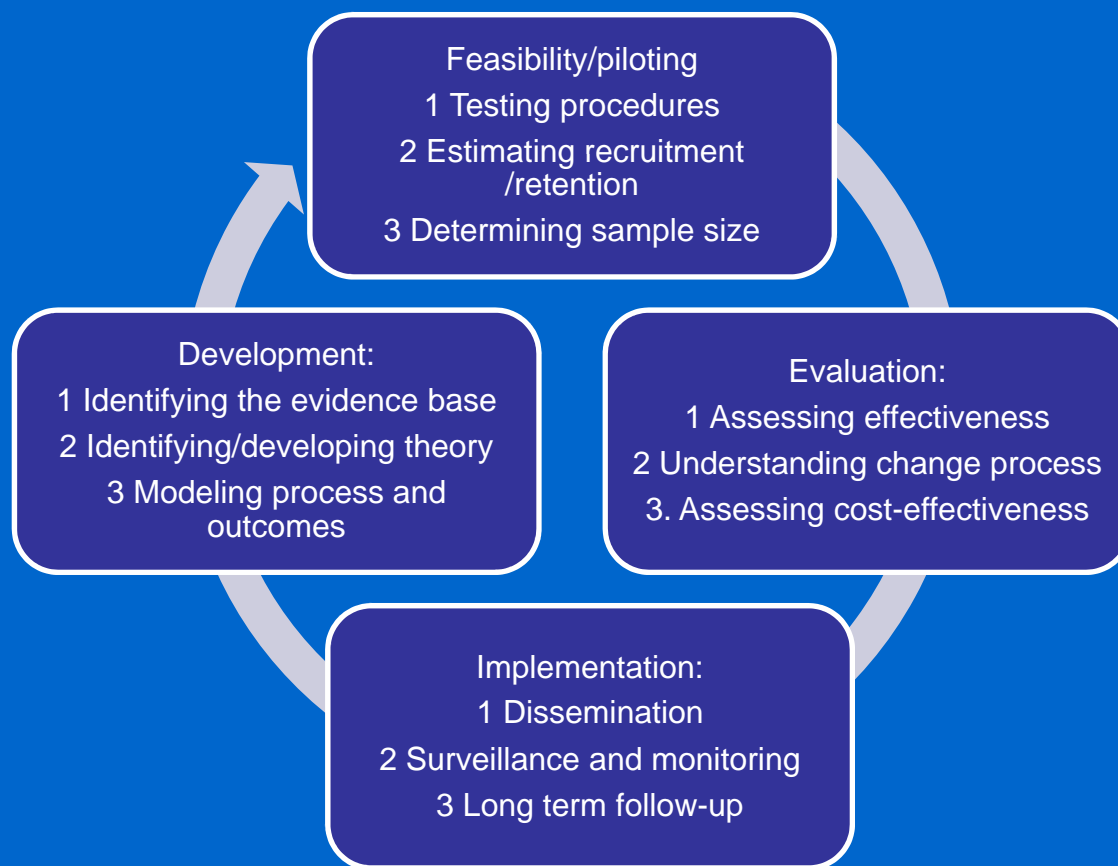 Feasibility/piloting
1 Testing procedures
2 Estimating recruitment
/retention
3 Determining sample size
Development:
1 Identifying the evidence base
2 Identifying/developing theory
3 Modeling process and
outcomes
Evaluation:
1 Assessing effectiveness
2 Understanding change process
3. Assessing cost-effectiveness
Implementation:
1 Dissemination
2 Surveillance and monitoring
3 Long term follow-up